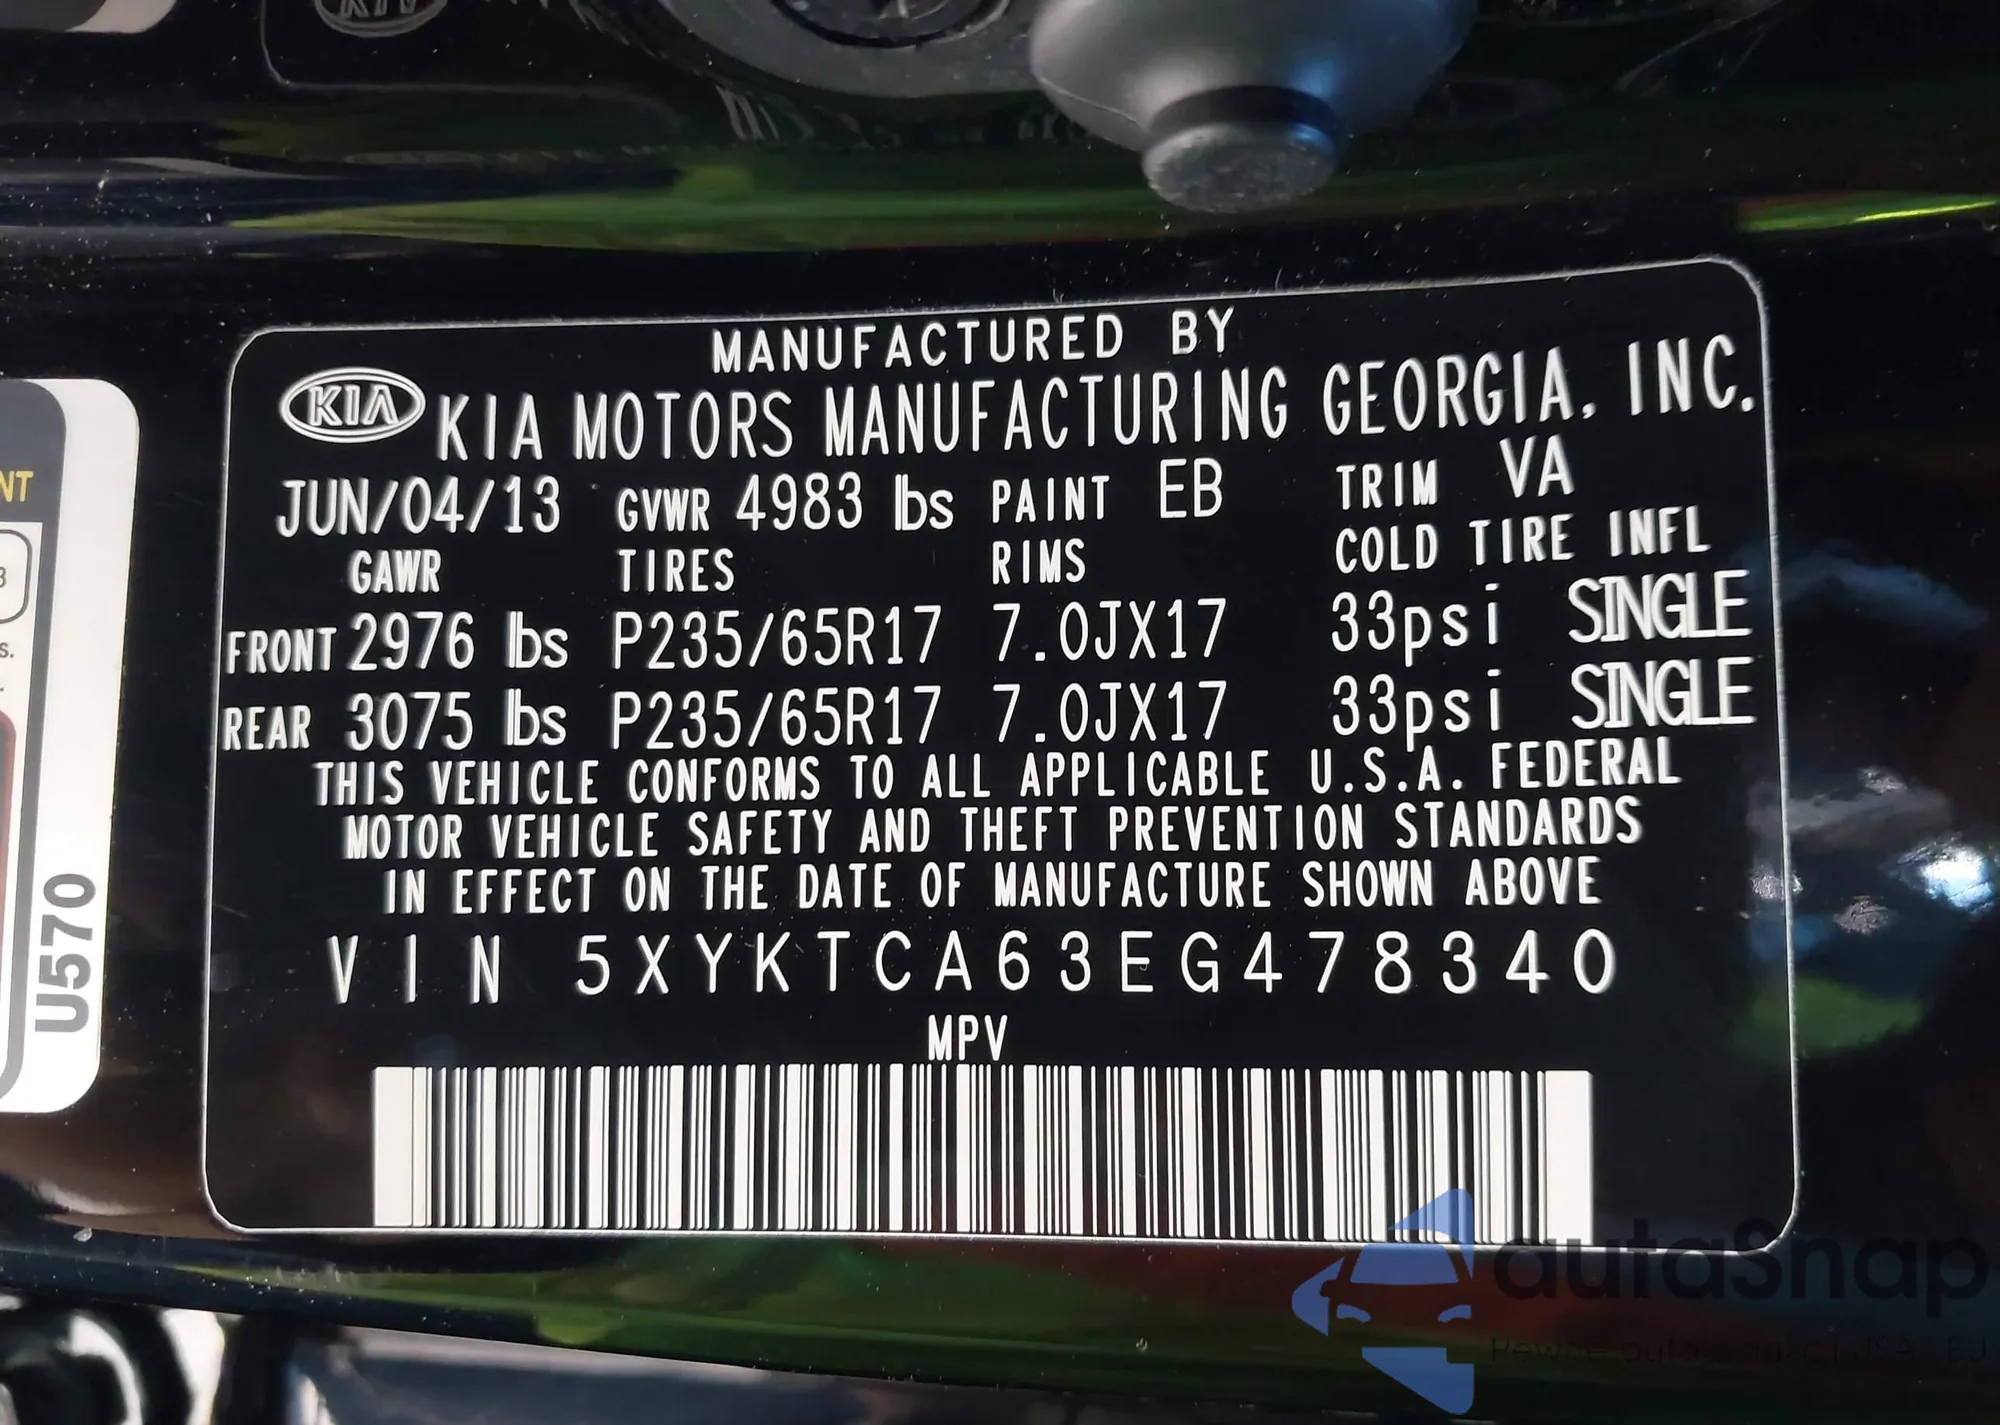 MANUFACTURED BY
KIA KIA MOTORS MANUFACTURING GEORGIA, INC.
JUN/04/13 GVWR 4983 lbs PAINT EB TRIM VA
GAWR TIRES RIMS COLD TIRE INFL
FRONT 2976 lbs P235/65R17 7.0JX17 33psi SINGLE
REAR 3075 lbs P235/65R17 7.0JX17 33psi SINGLE
THIS VEHICLE CONFORMS TO ALL APPLICABLE U.S.A. FEDERAL
MOTOR VEHICLE SAFETY AND THEFT PREVENTION STANDARDS
IN EFFECT ON THE DATE OF MANUFACTURE SHOWN ABOVE
VIN 5XYKTCA63EG478340
MPV
U570
autaSnap